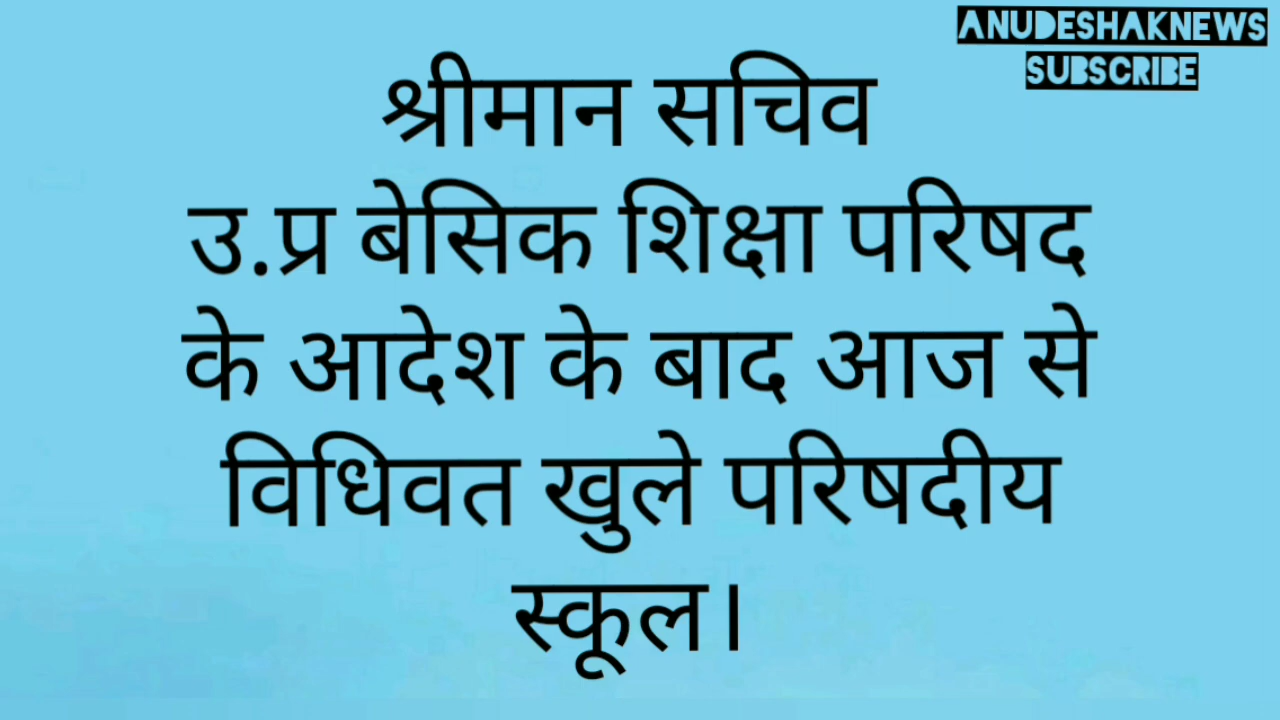 ANUDESHAKNEWS
SUBSCRIBE
श्रीमान सचिव
उ.प्र बेसिक शिक्षा परिषद
के आदेश के बाद आज से
विधिवत खुले परिषदीय
स्कूल।